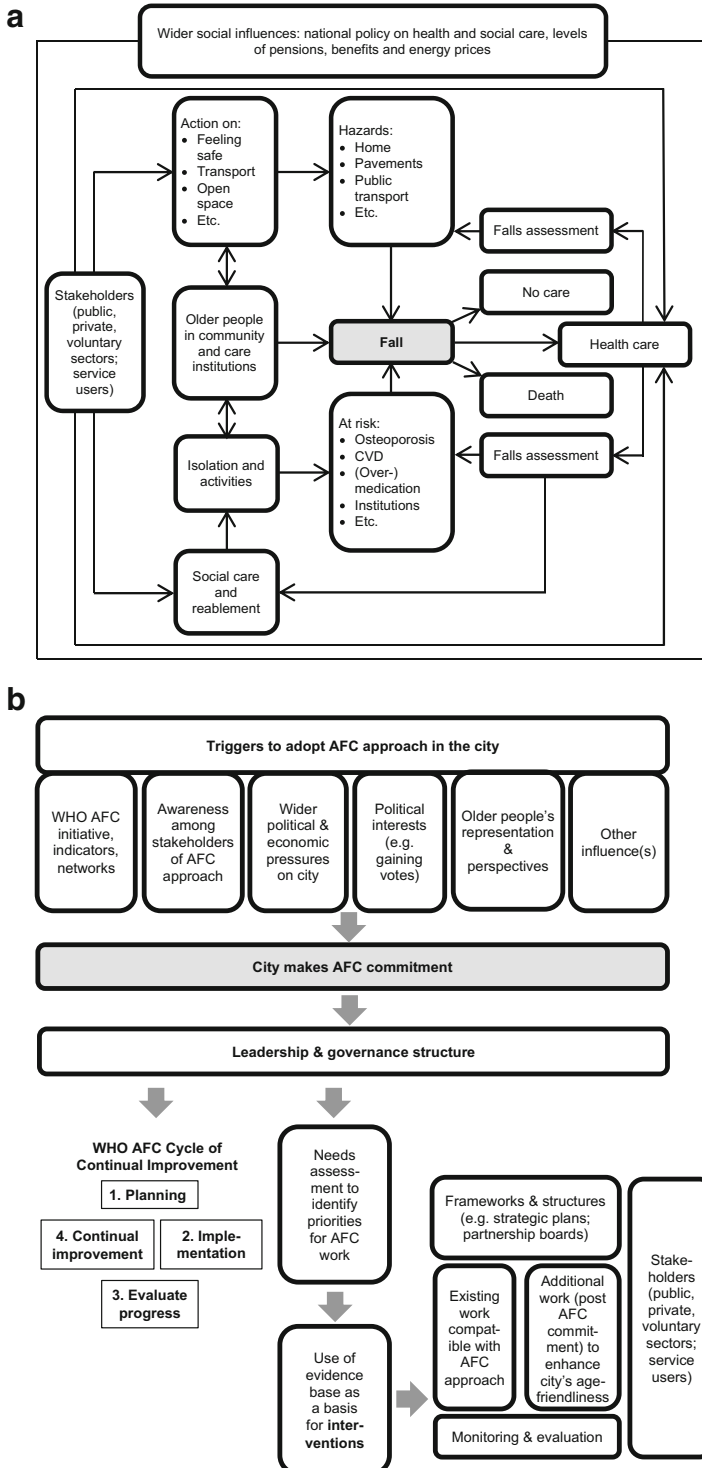 a
Wider social influences: national policy on health and social care, levels
of pensions, benefits and energy prices
Action on:
• Feeling
safe
• Transport
• Open
space
• Etc.
Hazards:
• Home
• Pavements
• Public
transport
• Etc.
Falls assessment
No care
Stakeholders
(public,
private,
voluntary
sectors;
service
users)
Older people
in community
and care
institutions
Fall
Health care
Death
At risk:
• Osteoporosis
• CVD
• (Over-)
medication
• Institutions
• Etc.
Falls assessment
Isolation and
activities
Social care
and
reablement
b
Triggers to adopt AFC approach in the city
WHO AFC
initiative,
indicators,
networks
Awareness
among
stakeholders
of AFC
approach
Wider
political &
economic
pressures
on city
Political
interests
(e.g.
gaining
votes)
Older people's
representation
&
perspectives
Other
influence(s)
City makes AFC commitment
Leadership & governance structure
WHO AFC Cycle of
Continual Improvement
1. Planning
4. Continual
improvement
2. Imple-
mentation
3. Evaluate
progress
Needs
assess-
ment to
identify
priorities
for AFC
work
Use of
evidence
base as
a basis
for inter-
ventions
Frameworks & structures
(e.g. strategic plans;
partnership boards)
Existing
work
compat-
ible with
AFC
approach
Additional
work (post
AFC
commit-
ment) to
enhance
city's age-
friendliness
Monitoring & evaluation
Stake-
holders
(public,
private,
voluntary
sectors;
service
users)